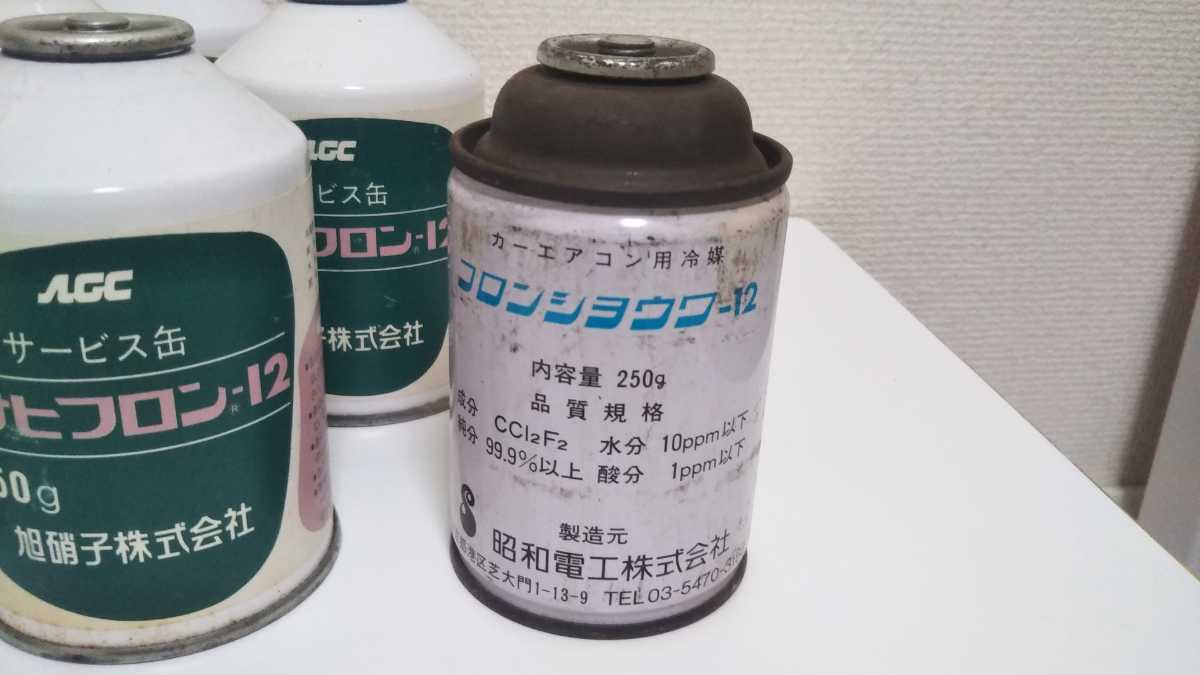 AGC
サービス缶
ヒフロン-12
®
50g
旭硝子株式会社
AGC
ビス缶
フロン-12
子株式会社
カーエアコン用冷媒
フロンショウワ-12
内容量 250g
品質規格
成分 CCl₂F₂ 水分 10ppm以下
純分 99.9%以上 酸分 1ppm以下
製造元
昭和電工株式会社
港区芝大門1-13-9 TEL03-5470-3